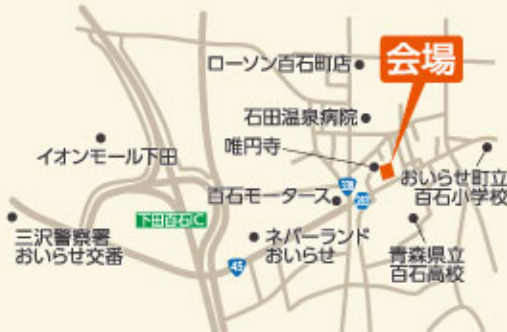 ローソン百石町店
会場
石田温泉病院
唯円寺
イオンモール下田
おいらせ町立
百石小学校
338
百石モータース
下田百石IC
三沢警察署
おいらせ交番
ネバーランド
おいらせ
青森県立
百石高校
45